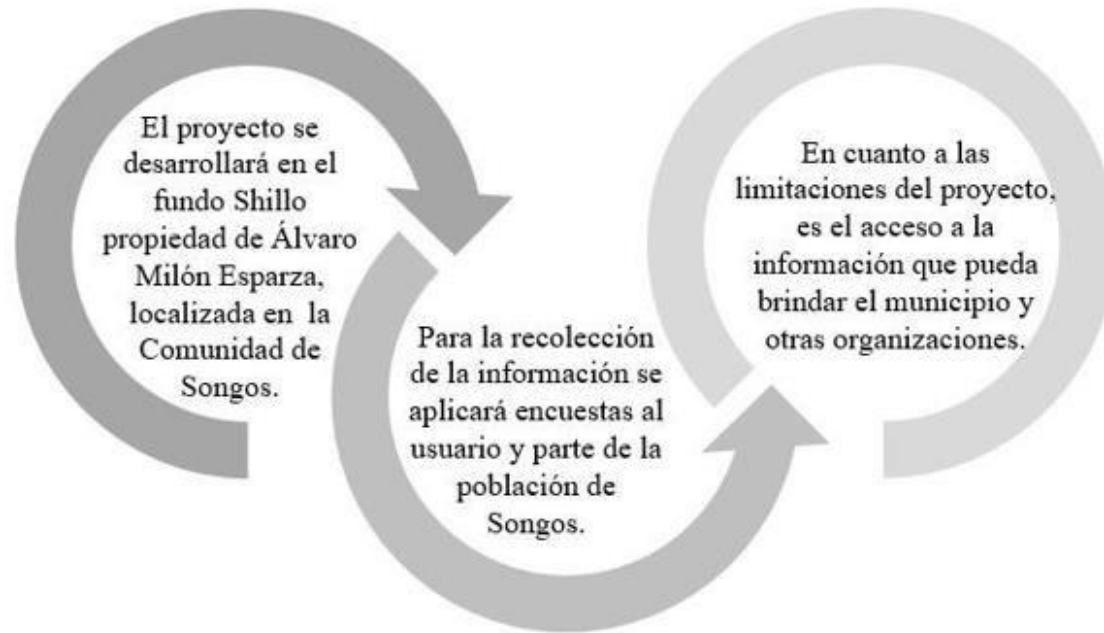 El proyecto se
desarrollará en el
fundo Shillo
propiedad de Álvaro
Milón Esparza,
localizada en la
Comunidad de
Songos.
Para la recolección
de la información se
aplicará encuestas al
usuario y parte de la
población de
Songos.
En cuanto a las
limitaciones del proyecto,
es el acceso a la
información que pueda
brindar el municipio y
otras organizaciones.